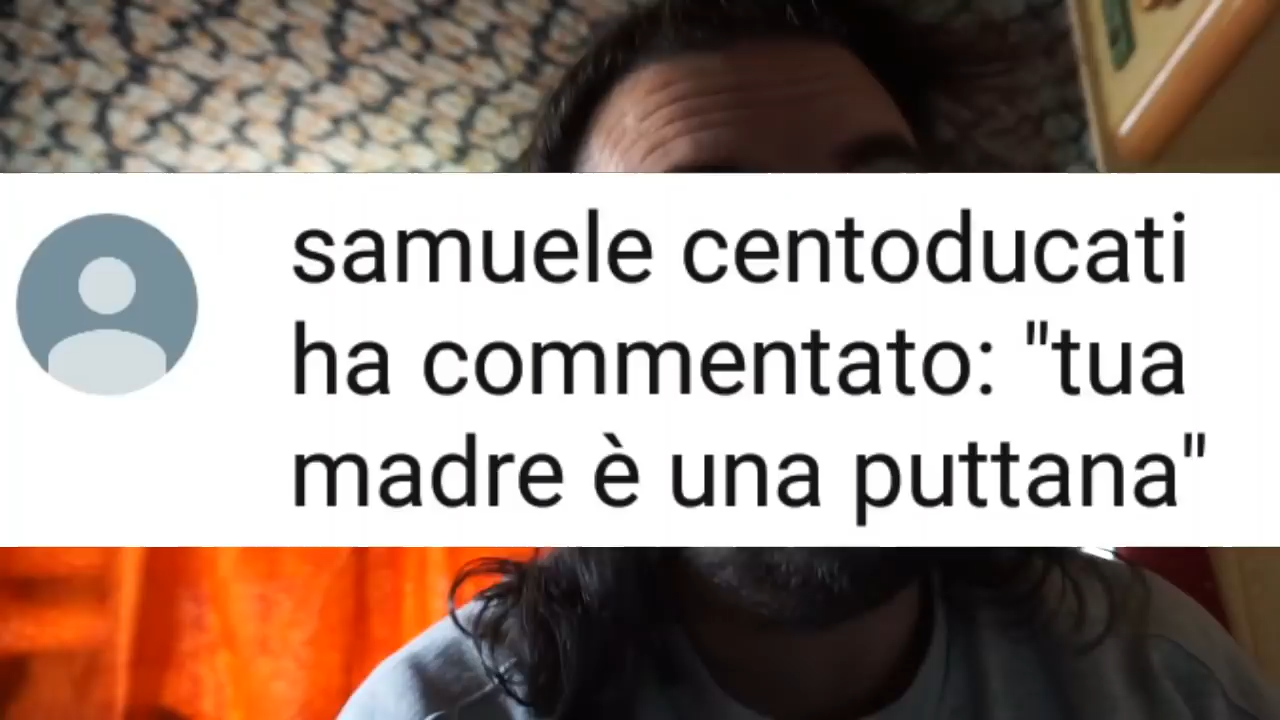 samuele centoducati
ha commentato: "tua
madre è una puttana"